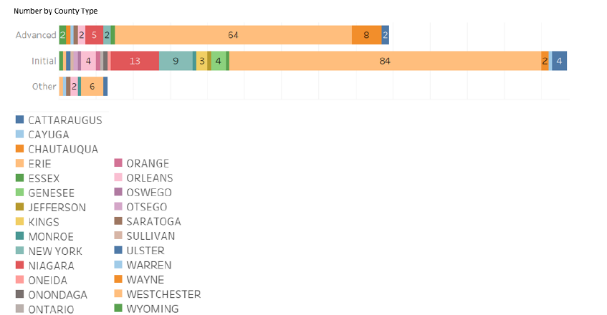 Number by County Type
Advanced 2 2 5 2 64 8 2
Initial 4 13 9 3 4 84 2 4
Other 2 6
CATTARAUGUS
CAYUGA
CHAUTAUQUA
ERIE
ESSEX
GENESEE
JEFFERSON
KINGS
MONROE
NEW YORK
NIAGARA
ONEIDA
ONONDAGA
ONTARIO
ORANGE
ORLEANS
OSWEGO
OTSEGO
SARATOGA
SULLIVAN
ULSTER
WARREN
WAYNE
WESTCHESTER
WYOMING